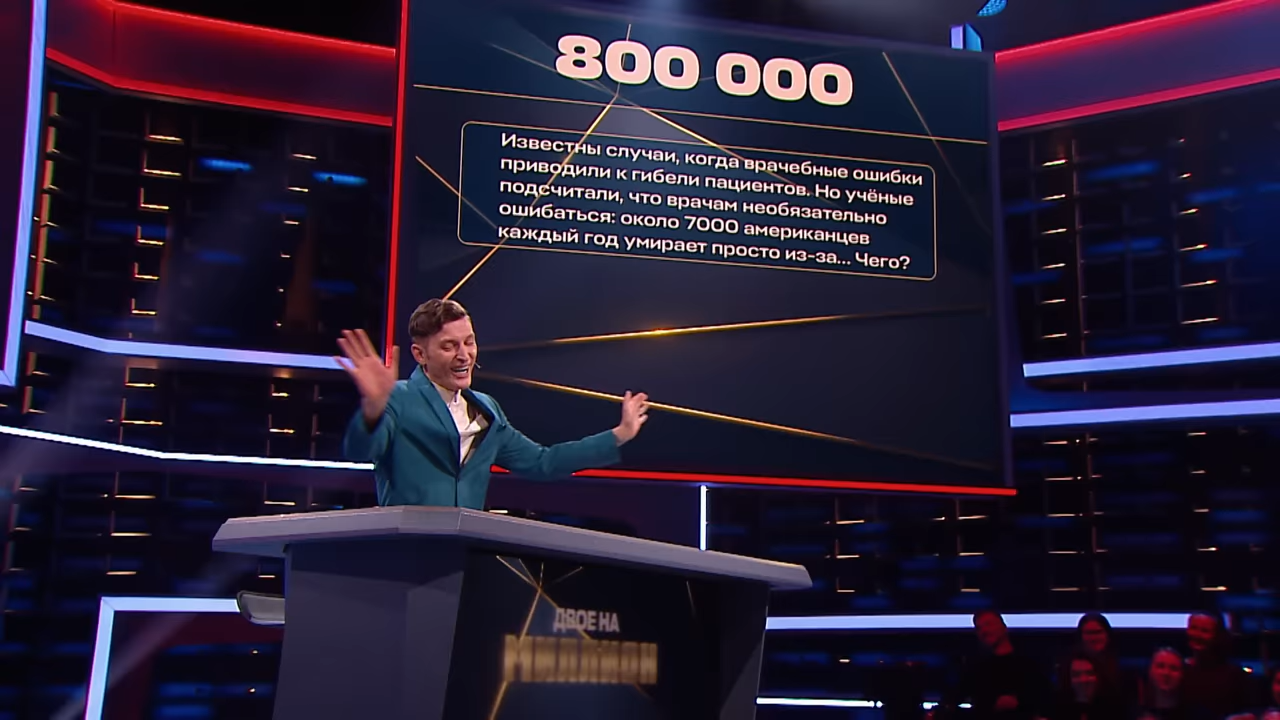 800 000
Известны случаи, когда врачебные ошибки
приводили к гибели пациентов. Но учёные
подсчитали, что врачам необязательно
ошибаться: около 7000 американцев
каждый год умирает просто из-за... Чего?
ДВОЕ НА
МИЛЛИОН